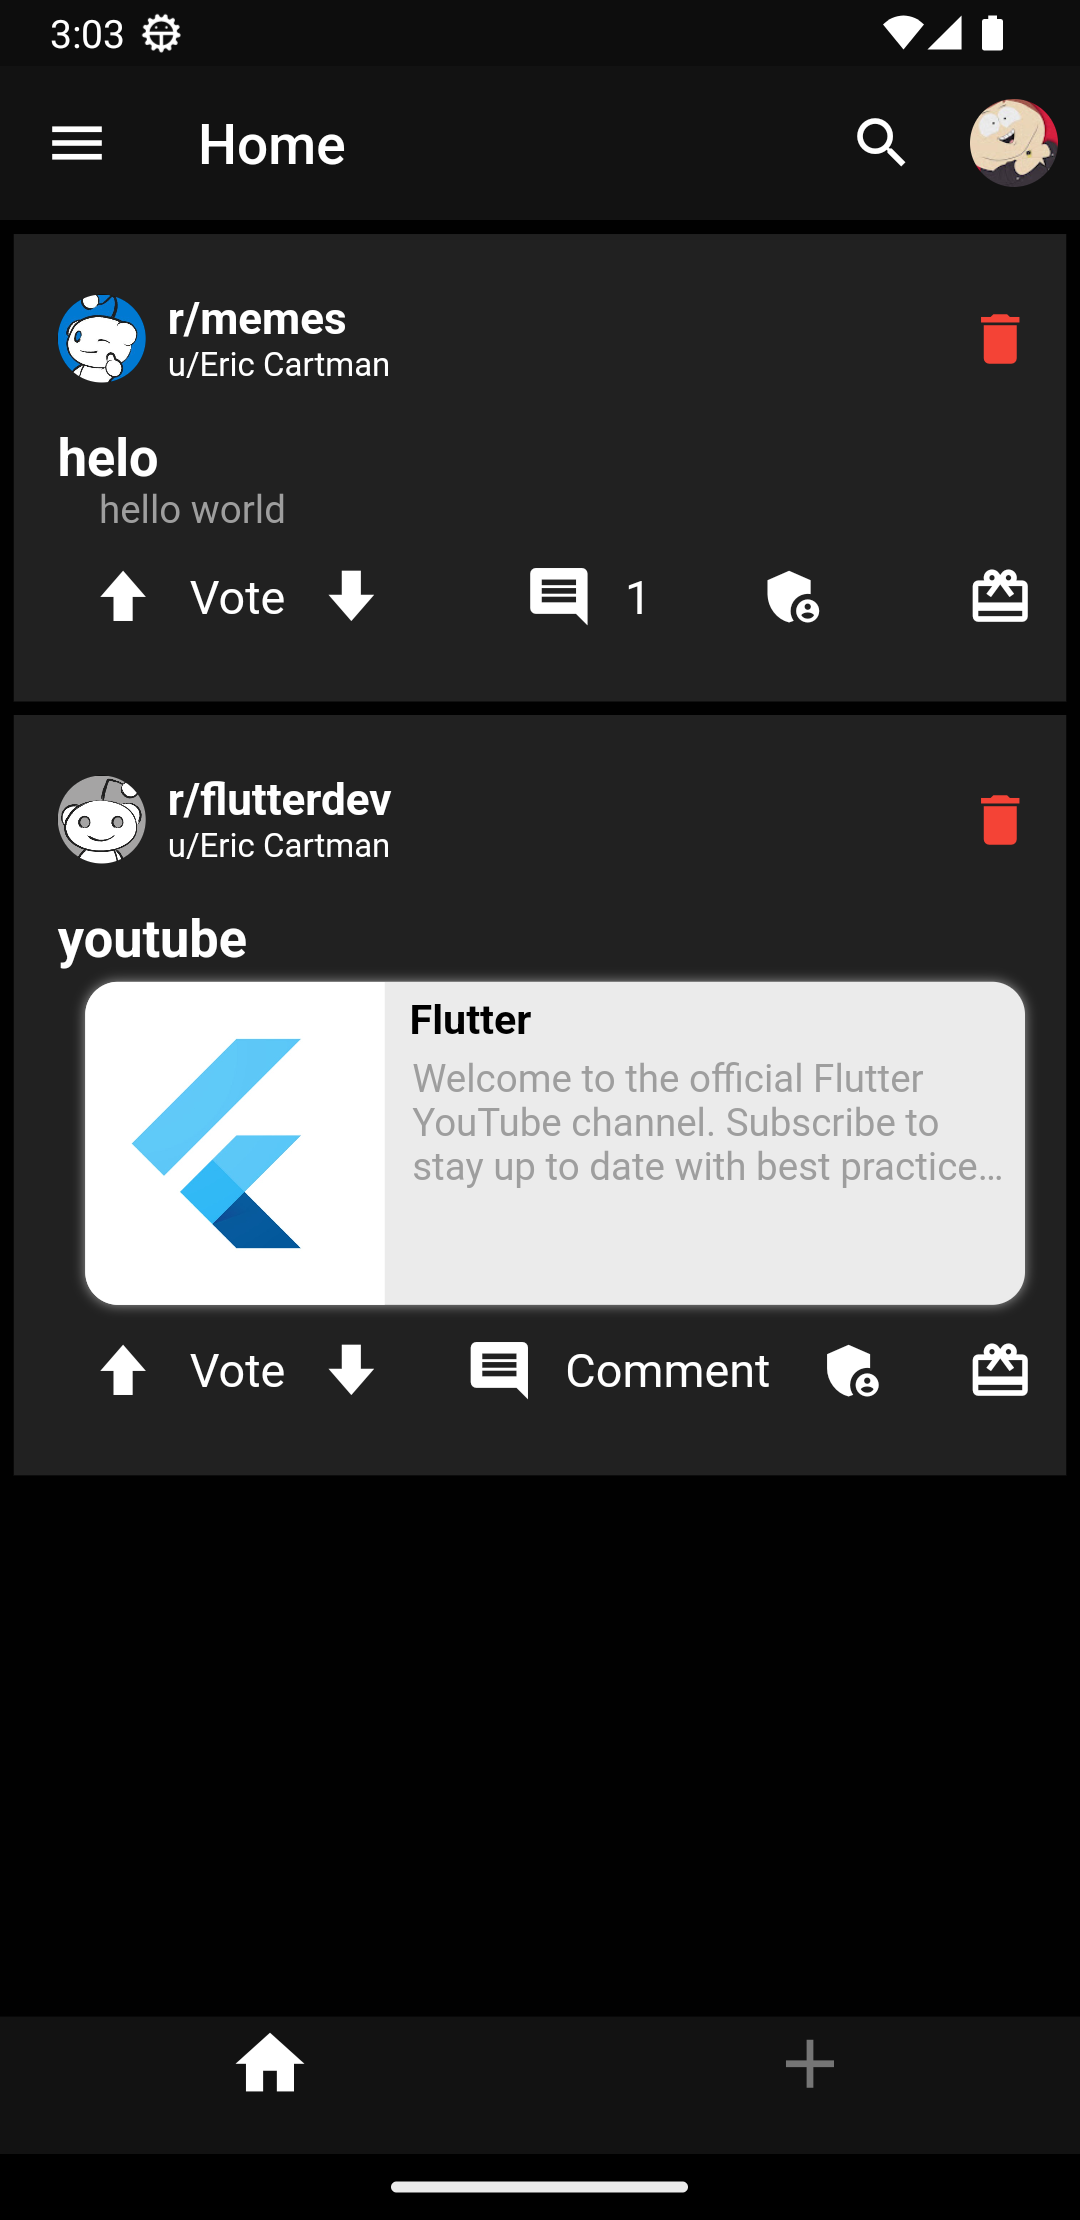 3:03
Home
r/memes
u/Eric Cartman
helo
hello world
Vote
1
r/flutterdev
u/Eric Cartman
youtube
Flutter
Welcome to the official Flutter
YouTube channel. Subscribe to
stay up to date with best practice…
Vote
Comment